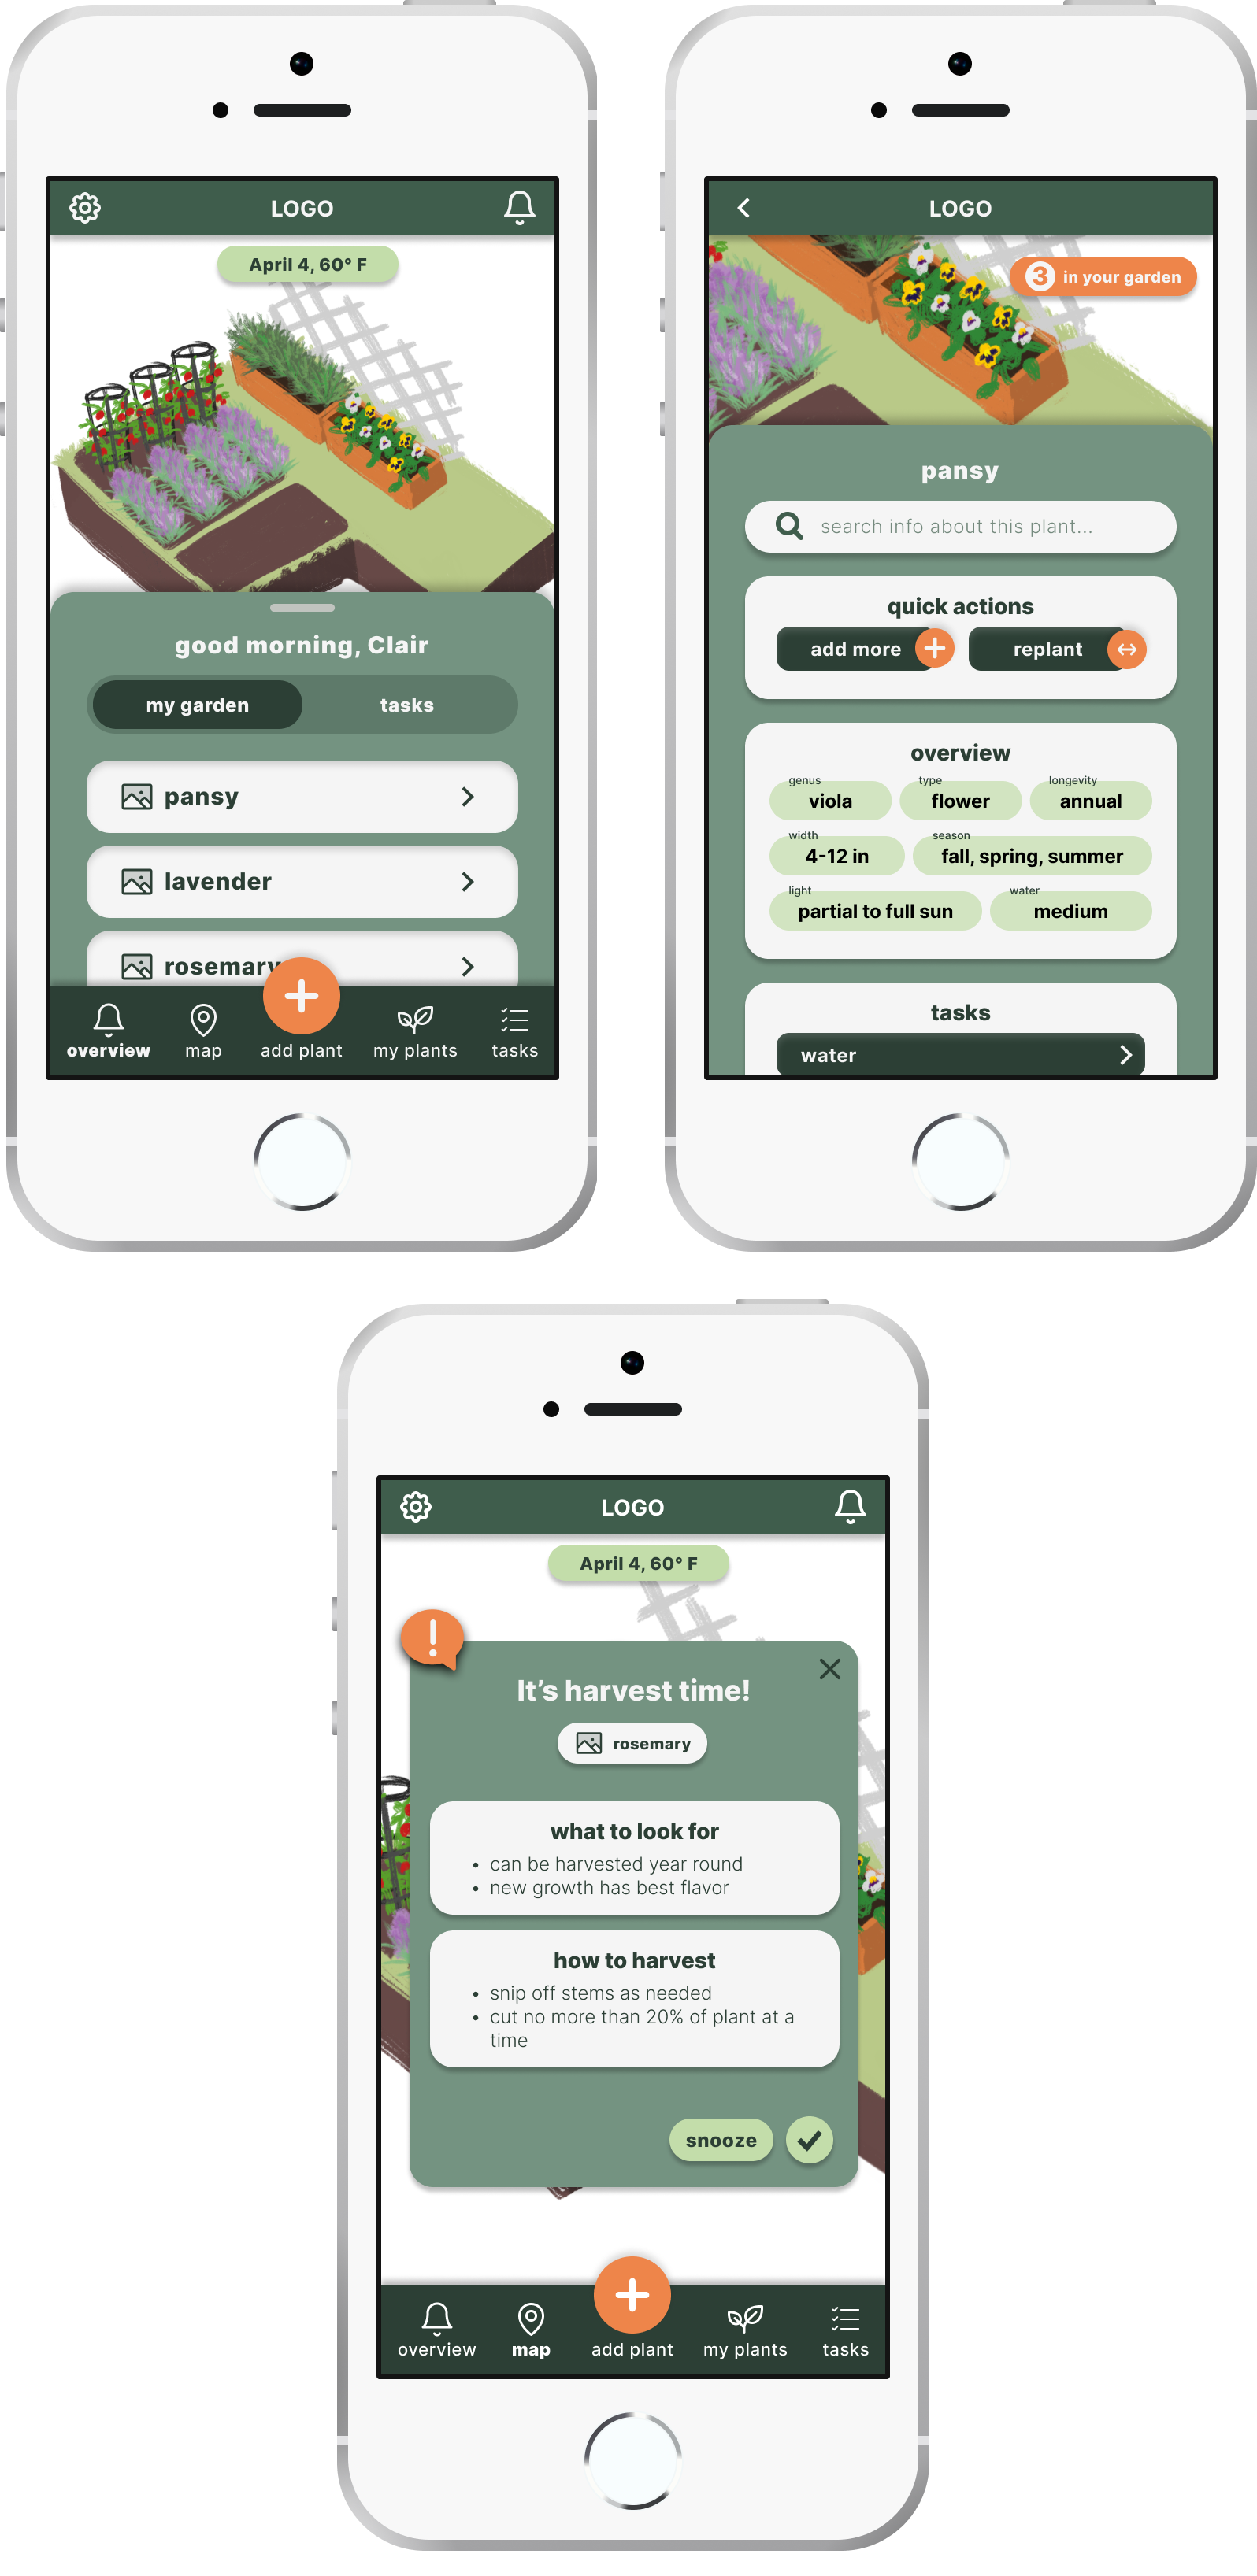 LOGO
April 4, 60° F
good morning, Clair
my garden
tasks
pansy
lavender
rosemary
overview
map
add plant
my plants
tasks
LOGO
3 in your garden
pansy
search info about this plant...
quick actions
add more
replant
overview
genus
viola
type
flower
longevity
annual
width
4-12 in
season
fall, spring, summer
light
partial to full sun
water
medium
tasks
water
LOGO
April 4, 60° F
!
It's harvest time!
rosemary
what to look for
• can be harvested year round
• new growth has best flavor
how to harvest
• snip off stems as needed
• cut no more than 20% of plant at a
time
snooze
overview
map
add plant
my plants
tasks